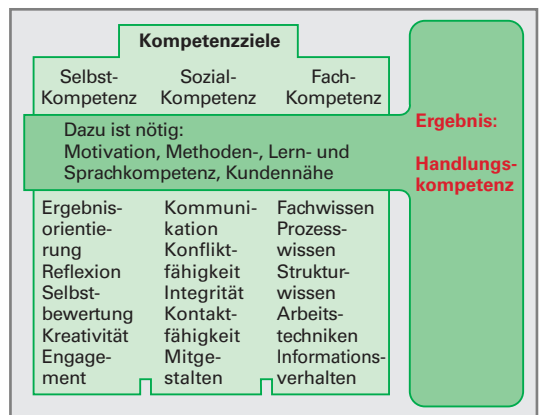 Kompetenzziele
Selbst-
Kompetenz
Sozial-
Kompetenz
Fach-
Kompetenz
Dazu ist nötig:
Motivation, Methoden-, Lern- und
Sprachkompetenz, Kundennähe
Ergebnis-
orientie-
rung
Reflexion
Selbst-
bewertung
Kreativität
Engage-
ment
Kommuni-
kation
Konflikt-
fähigkeit
Integrität
Kontakt-
fähigkeit
Mitge-
stalten
Fachwissen
Prozess-
wissen
Struktur-
wissen
Arbeits-
techniken
Informations-
verhalten
Ergebnis:
Handlungs-
kompetenz